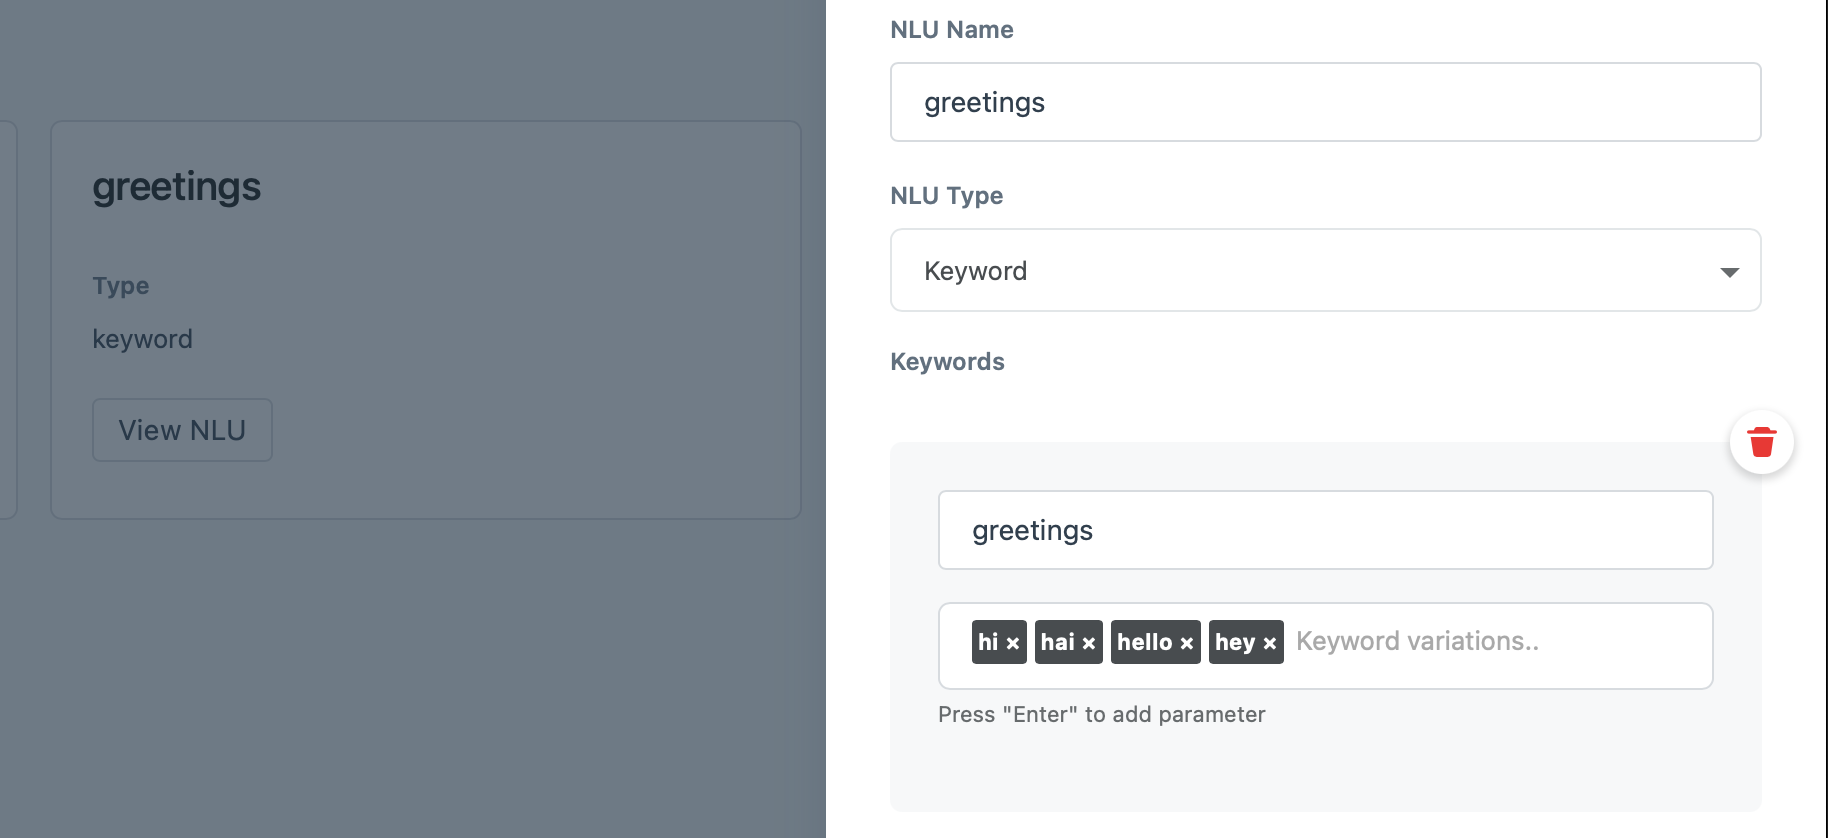 greetings
Type
keyword
View NLU
NLU Name
greetings
NLU Type
Keyword
Keywords
greetings
hi × hai × hello × hey × Keyword variations..
Press "Enter" to add parameter